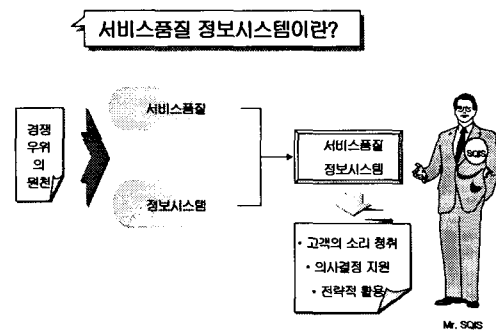 서비스품질 정보시스템이란?
경쟁
우위
의
원천
서비스품질
정보시스템
서비스품질
정보시스템
SQIS
• 고객의 소리 청취
• 의사결정 지원
• 전략적 활용
Mr. SQIS